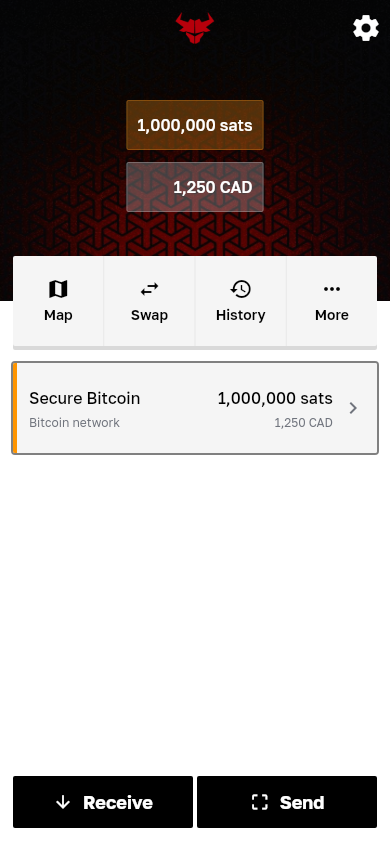 1,000,000 sats
1,250 CAD
Map
Swap
History
More
Secure Bitcoin
1,000,000 sats
Bitcoin network
1,250 CAD
Receive
Send